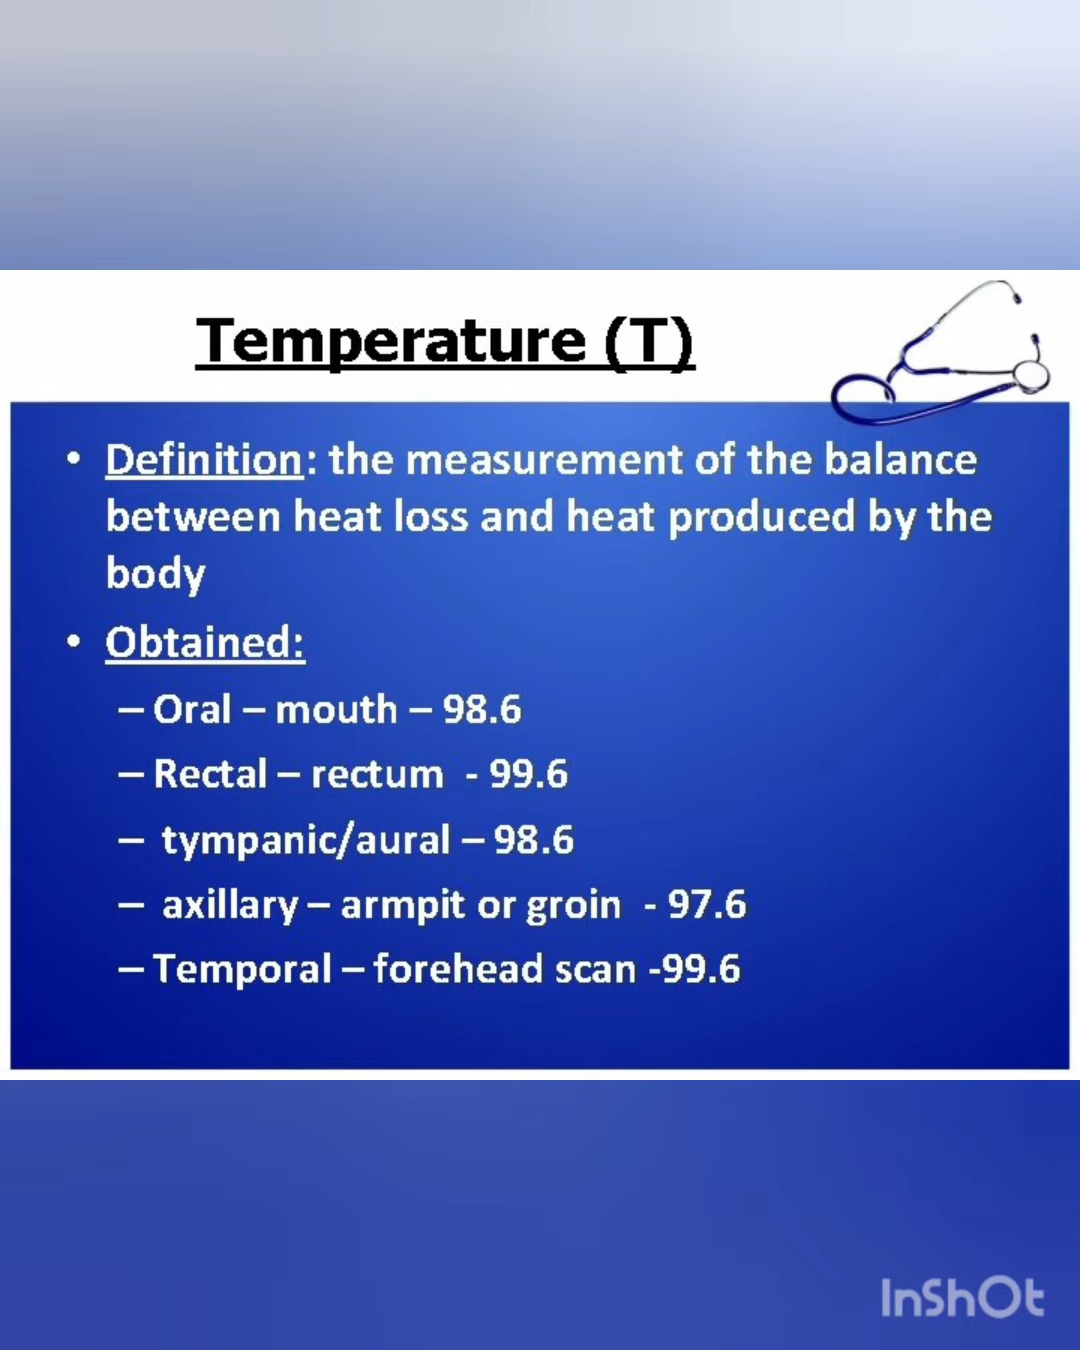 Temperature (T)
• Definition: the measurement of the balance
between heat loss and heat produced by the
body
• Obtained:
– Oral – mouth – 98.6
– Rectal – rectum - 99.6
– tympanic/aural – 98.6
– axillary – armpit or groin - 97.6
– Temporal – forehead scan -99.6
InShOt